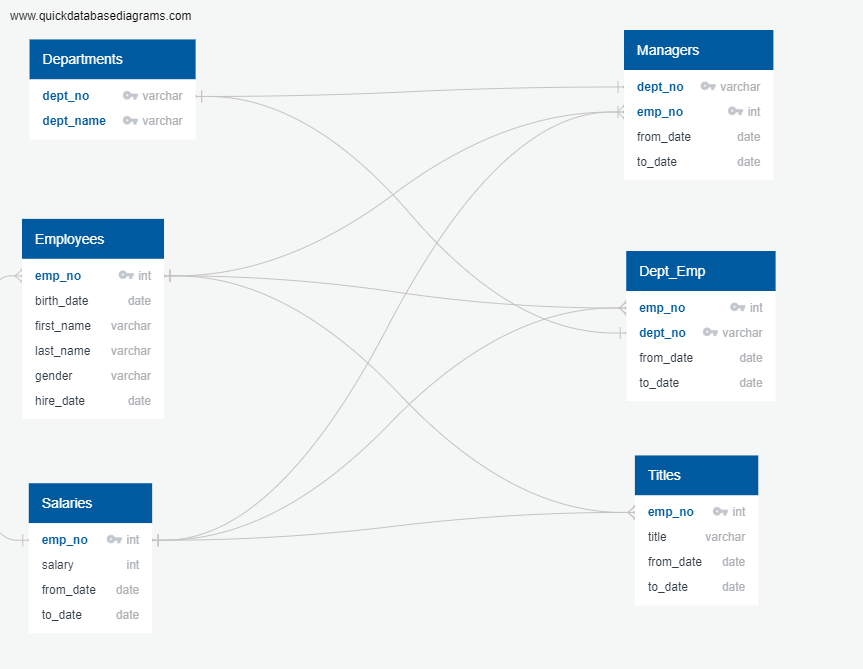 www.quickdatabasediagrams.com
Departments
dept_no varchar
dept_name varchar
Employees
emp_no int
birth_date date
first_name varchar
last_name varchar
gender varchar
hire_date date
Salaries
emp_no int
salary int
from_date date
to_date date
Managers
dept_no varchar
emp_no int
from_date date
to_date date
Dept_Emp
emp_no int
dept_no varchar
from_date date
to_date date
Titles
emp_no int
title varchar
from_date date
to_date date